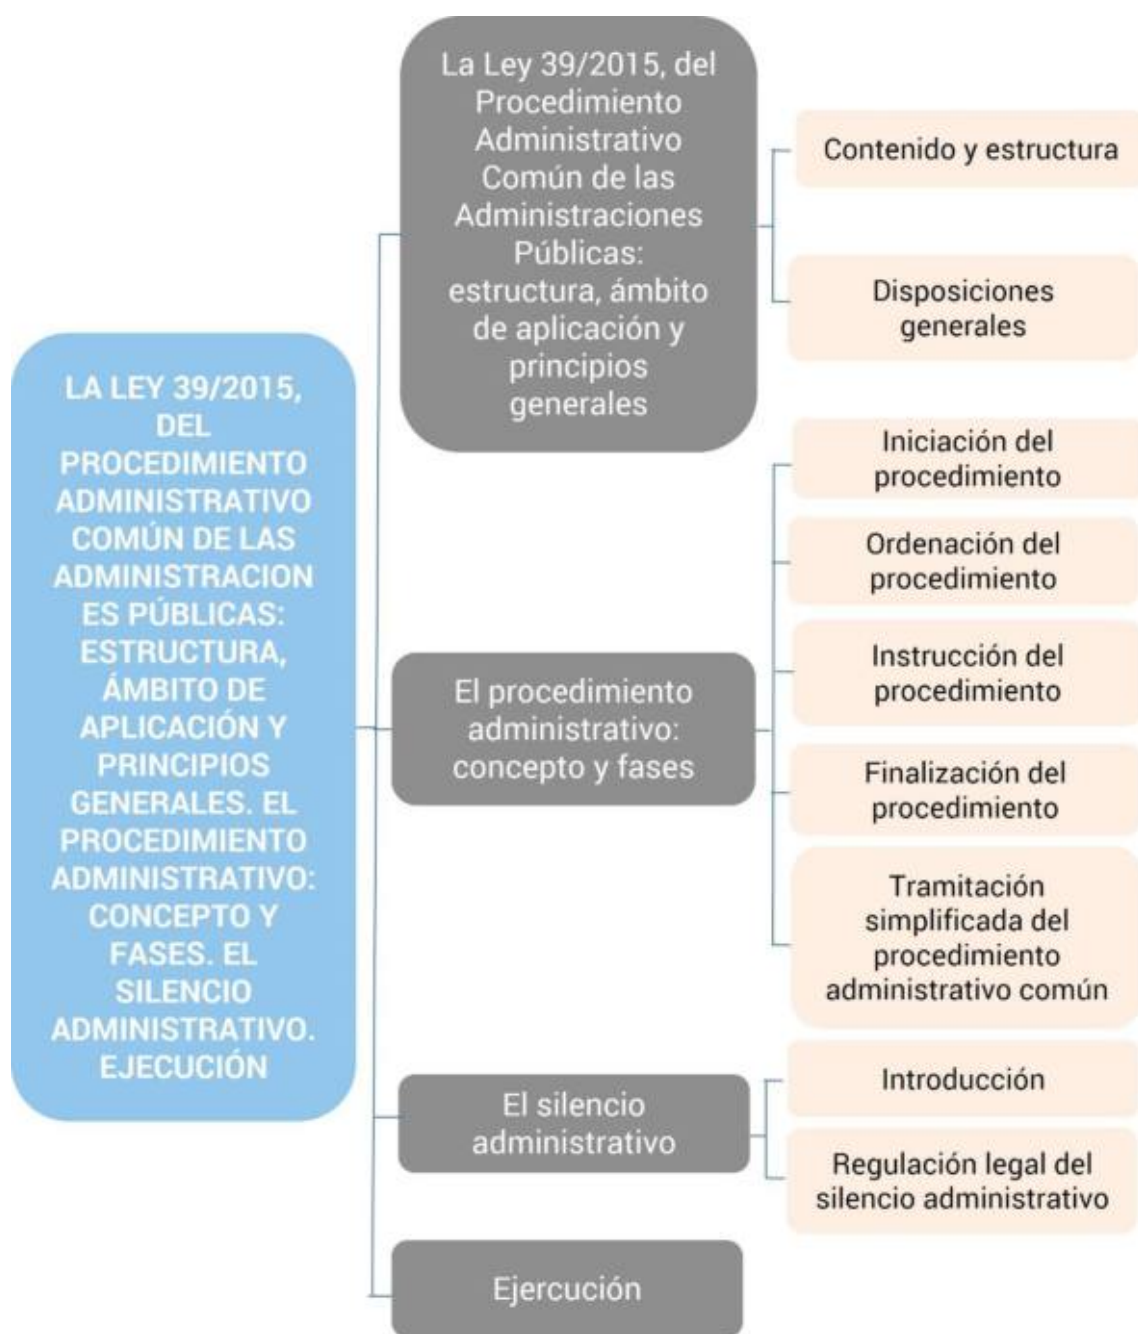 LA LEY 39/2015,
DEL
PROCEDIMIENTO
ADMINISTRATIVO
COMÚN DE LAS
ADMINISTRACION
ES PÚBLICAS:
ESTRUCTURA,
ÁMBITO DE
APLICACIÓN Y
PRINCIPIOS
GENERALES. EL
PROCEDIMIENTO
ADMINISTRATIVO:
CONCEPTO Y
FASES. EL
SILENCIO
ADMINISTRATIVO.
EJECUCIÓN
La Ley 39/2015, del
Procedimiento
Administrativo
Común de las
Administraciones
Públicas:
estructura, ámbito
de aplicación y
principios
generales
Contenido y estructura
Disposiciones
generales
El procedimiento
administrativo:
concepto y fases
Iniciación del
procedimiento
Ordenación del
procedimiento
Instrucción del
procedimiento
Finalización del
procedimiento
Tramitación
simplificada del
procedimiento
administrativo común
El silencio
administrativo
Introducción
Regulación legal del
silencio administrativo
Ejercución